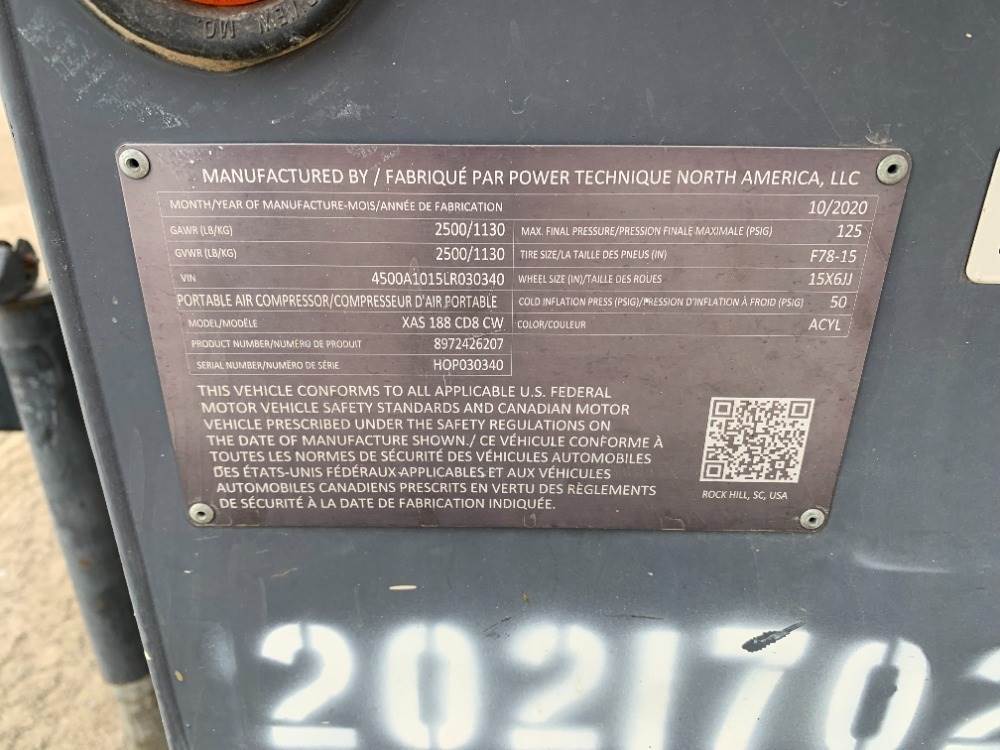 MANUFACTURED BY / FABRIQUÉ PAR POWER TECHNIQUE NORTH AMERICA, LLC
MONTH/YEAR OF MANUFACTURE-MOIS/ANNÉE DE FABRICATION 10/2020
GAWR (LB/KG) 2500/1130 MAX. FINAL PRESSURE/PRESSION FINALE MAXIMALE (PSIG) 125
GVWR (LB/KG) 2500/1130 TIRE SIZE/LA TAILLE DES PNEUS (IN) F78-15
VIN 4500A1015LR030340 WHEEL SIZE (IN)/TAILLE DES ROUES 15X6JJ
PORTABLE AIR COMPRESSOR/COMPRESSEUR D'AIR PORTABLE COLD INFLATION PRESS (PSIG)/PRESSION D'INFLATION À FROID (PSIG) 50
MODEL/MODÈLE XAS 188 CD8 CW COLOR/COULEUR ACYL
PRODUCT NUMBER/NUMÉRO DE PRODUIT 8972426207
SERIAL NUMBER/NUMÉRO DE SÉRIE HOP030340
THIS VEHICLE CONFORMS TO ALL APPLICABLE U.S. FEDERAL
MOTOR VEHICLE SAFETY STANDARDS AND CANADIAN MOTOR
VEHICLE PRESCRIBED UNDER THE SAFETY REGULATIONS ON
THE DATE OF MANUFACTURE SHOWN./ CE VÉHICULE CONFORME À
TOUTES LES NORMES DE SÉCURITÉ DES VÉHICULES AUTOMOBILES
DES ÉTATS-UNIS FÉDÉRAUX APPLICABLES ET AUX VÉHICULES
AUTOMOBILES CANADIENS PRESCRITS EN VERTU DES RÈGLEMENTS
DE SÉCURITÉ À LA DATE DE FABRICATION INDIQUÉE.
ROCK HILL, SC, USA
2021702